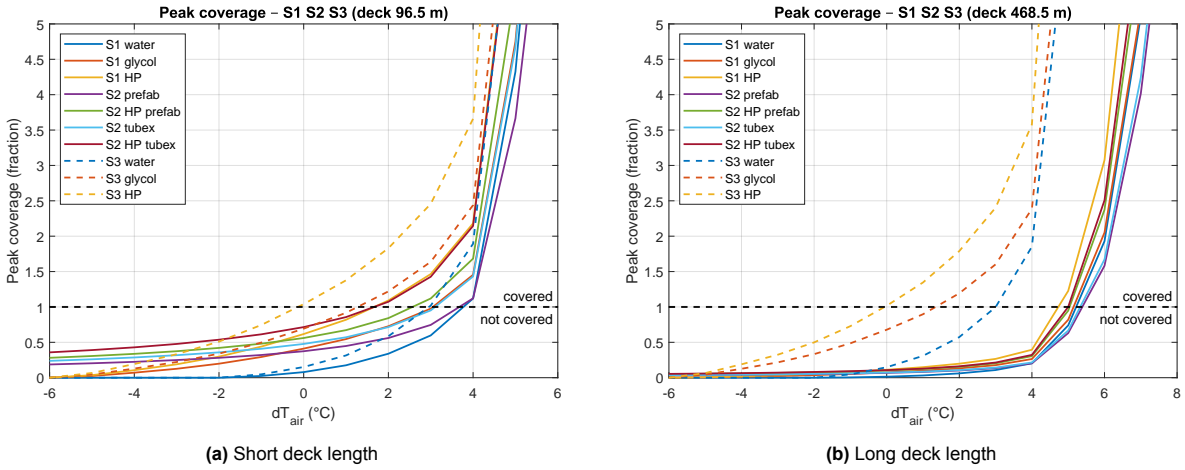 Peak coverage – S1 S2 S3 (deck 96.5 m)
5
4.5
4
3.5
3
2.5
2
1.5
1
0.5
0
Peak coverage (fraction)
S1 water
S1 glycol
S1 HP
S2 prefab
S2 HP prefab
S2 tubex
S2 HP tubex
S3 water
S3 glycol
S3 HP
covered
not covered
-6 -4 -2 0 2 4 6
dT_air (°C)
(a) Short deck length
Peak coverage – S1 S2 S3 (deck 468.5 m)
5
4.5
4
3.5
3
2.5
2
1.5
1
0.5
0
Peak coverage (fraction)
S1 water
S1 glycol
S1 HP
S2 prefab
S2 HP prefab
S2 tubex
S2 HP tubex
S3 water
S3 glycol
S3 HP
covered
not covered
-6 -4 -2 0 2 4 6 8
dT_air (°C)
(b) Long deck length